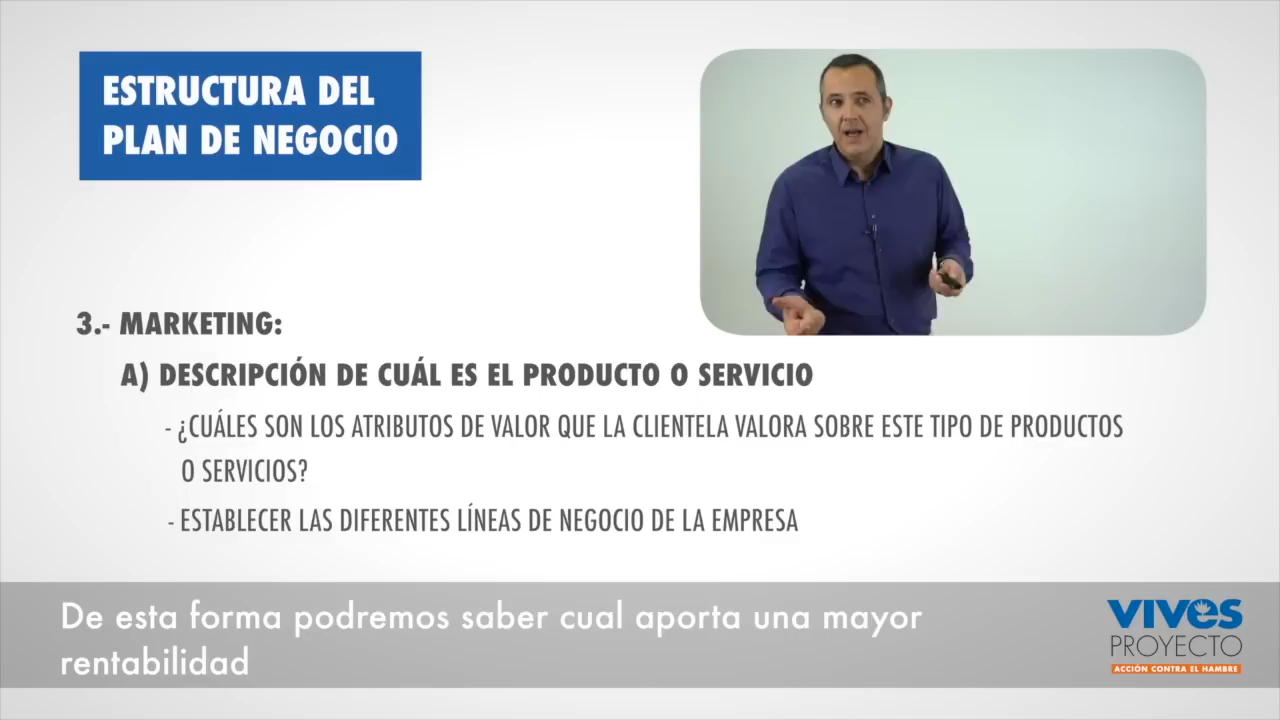 ESTRUCTURA DEL
PLAN DE NEGOCIO
3.- MARKETING:
A) DESCRIPCIÓN DE CUÁL ES EL PRODUCTO O SERVICIO
- ¿CUÁLES SON LOS ATRIBUTOS DE VALOR QUE LA CLIENTELA VALORA SOBRE ESTE TIPO DE PRODUCTOS
O SERVICIOS?
- ESTABLECER LAS DIFERENTES LÍNEAS DE NEGOCIO DE LA EMPRESA
De esta forma podremos saber cual aporta una mayor
rentabilidad
VIVES
PROYECTO
ACCIÓN CONTRA EL HAMBRE